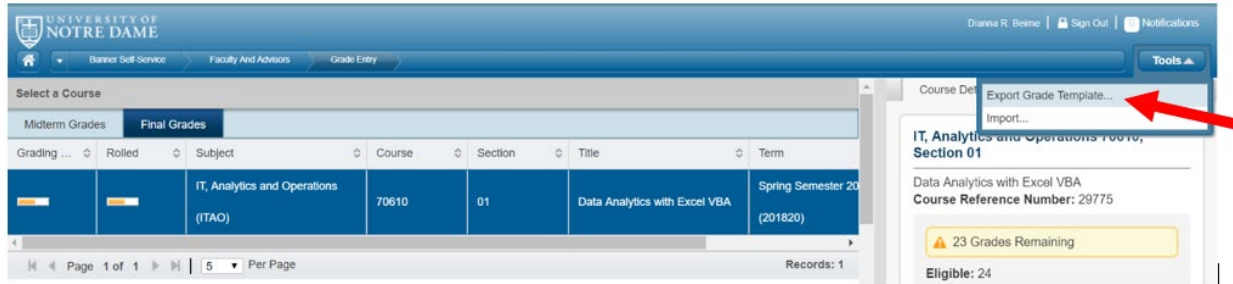 UNIVERSITY OF
NOTRE DAME
Dianna R. Beirne | Sign Out | 0 Notifications
Banner Self-Service Faculty And Advisors Grade Entry
Tools
Select a Course
Course Det
Export Grade Template...
Import...
Midterm Grades Final Grades
Grading ... Rolled Subject Course Section Title Term
IT, Analytics and Operations
(ITAO)
70610 01 Data Analytics with Excel VBA
Spring Semester 20
(201820)
Page 1 of 1 | 5 Per Page Records: 1
IT, Analytics and Operations 70610,
Section 01
Data Analytics with Excel VBA
Course Reference Number: 29775
23 Grades Remaining
Eligible: 24